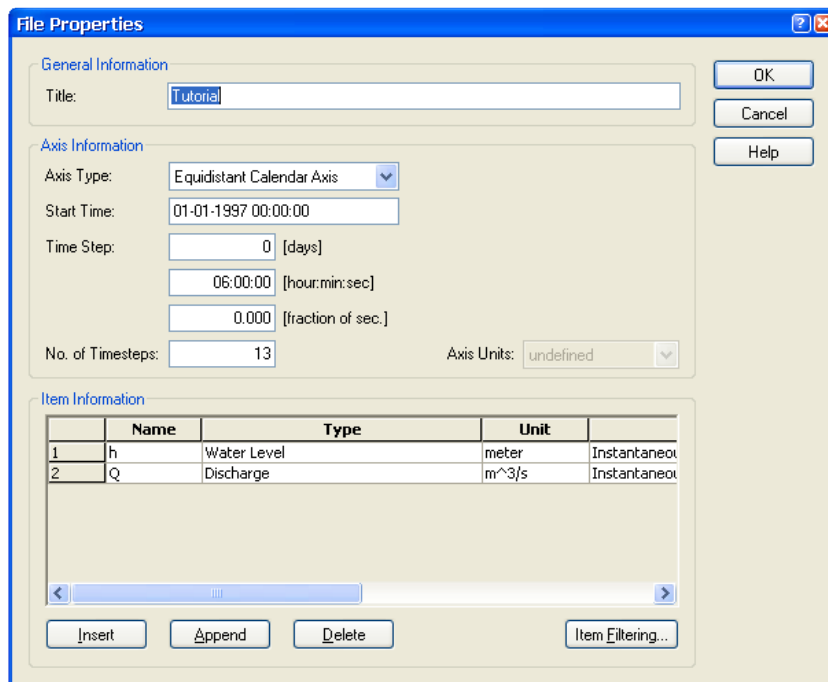 File Properties
General Information
OK
Title: Tutorial
Cancel
Axis Information
Help
Axis Type: Equidistant Calendar Axis
Start Time: 01-01-1997 00:00:00
Time Step: 0 [days]
06:00:00 [hour:min:sec]
0.000 [fraction of sec.]
No. of Timesteps: 13 Axis Units: undefined
Item Information
Name Type Unit
1 h Water Level meter Instantaneou
2 Q Discharge m^3/s Instantaneou
Insert Append Delete Item Filtering...